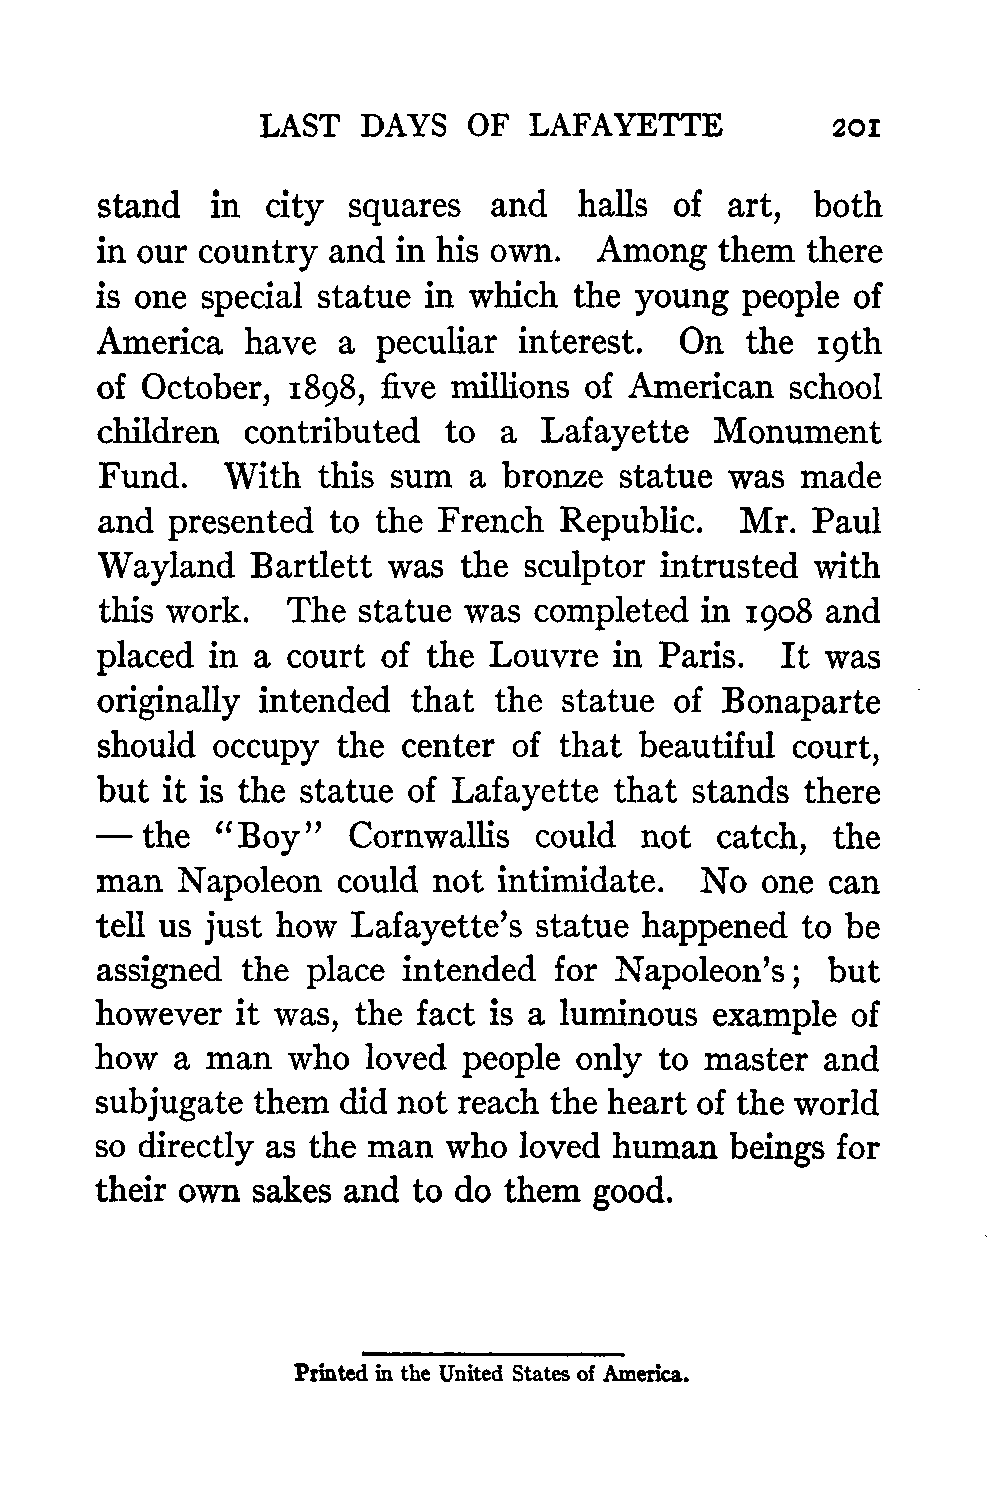 LAST DAYS OF LAFAYETTE 201
stand in city squares and halls of art, both
in our country and in his own. Among them there
is one special statue in which the young people of
America have a peculiar interest. On the 19th
of October, 1898, five millions of American school
children contributed to a Lafayette Monument
Fund. With this sum a bronze statue was made
and presented to the French Republic. Mr. Paul
Wayland Bartlett was the sculptor intrusted with
this work. The statue was completed in 1908 and
placed in a court of the Louvre in Paris. It was
originally intended that the statue of Bonaparte
should occupy the center of that beautiful court,
but it is the statue of Lafayette that stands there
— the "Boy" Cornwallis could not catch, the
man Napoleon could not intimidate. No one can
tell us just how Lafayette's statue happened to be
assigned the place intended for Napoleon's; but
however it was, the fact is a luminous example of
how a man who loved people only to master and
subjugate them did not reach the heart of the world
so directly as the man who loved human beings for
their own sakes and to do them good.
Printed in the United States of America.